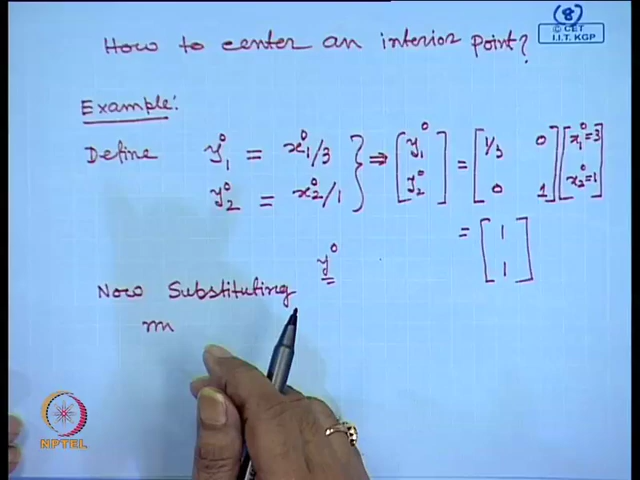 8
© CET
I.I.T. KGP
How to center an interior point?
Example:
Define y₁⁰ = x₁⁰/3
y₂⁰ = x₂⁰/1
} ⇒ [y₁⁰ y₂⁰] = [1/3 0 0 1] [x₁⁰=3 x₂⁰=1]
= [1 1]
Now Substituting y⁰
m
NPTEL